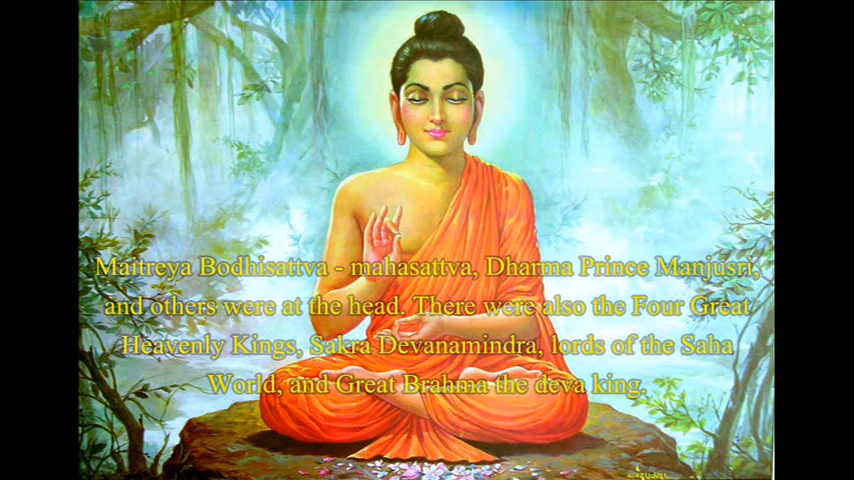 Maitreya Bodhisattva - mahasattva, Dharma Prince Manjusri,
and others were at the head. There were also the Four Great
Heavenly Kings, Sakra Devanamindra, lords of the Saha
World, and Great Brahma the deva king.